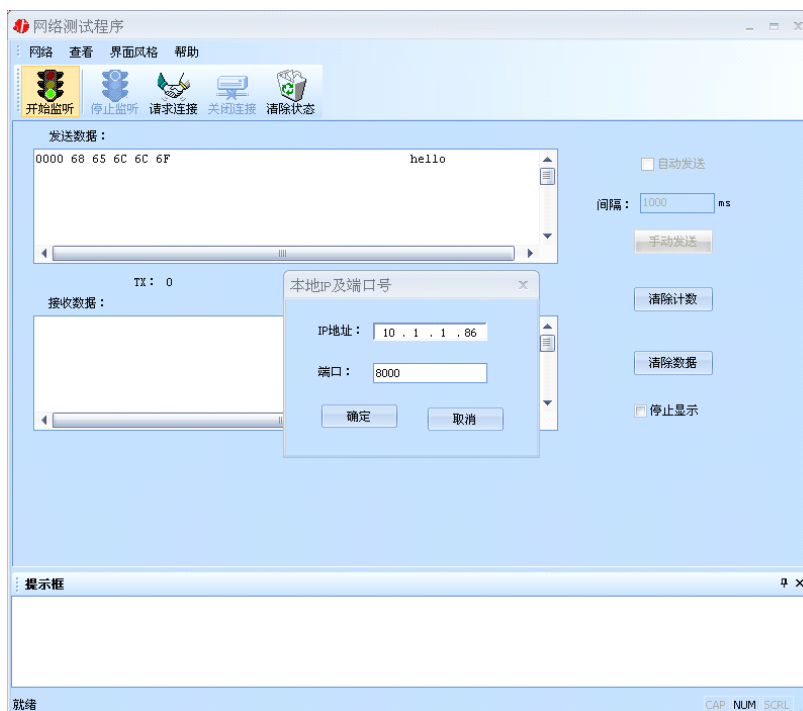 网络测试程序
网络 查看 界面风格 帮助
开始监听 停止监听 请求连接 关闭连接 清除状态
发送数据：
0000 68 65 6C 6C 6F hello
自动发送
间隔： 1000 ms
手动发送
TX： 0
接收数据：
清除计数
清除数据
停止显示
本地IP及端口号
IP地址： 10 . 1 . 1 . 86
端口： 8000
确定 取消
提示框
就绪
CAP NUM SCRL